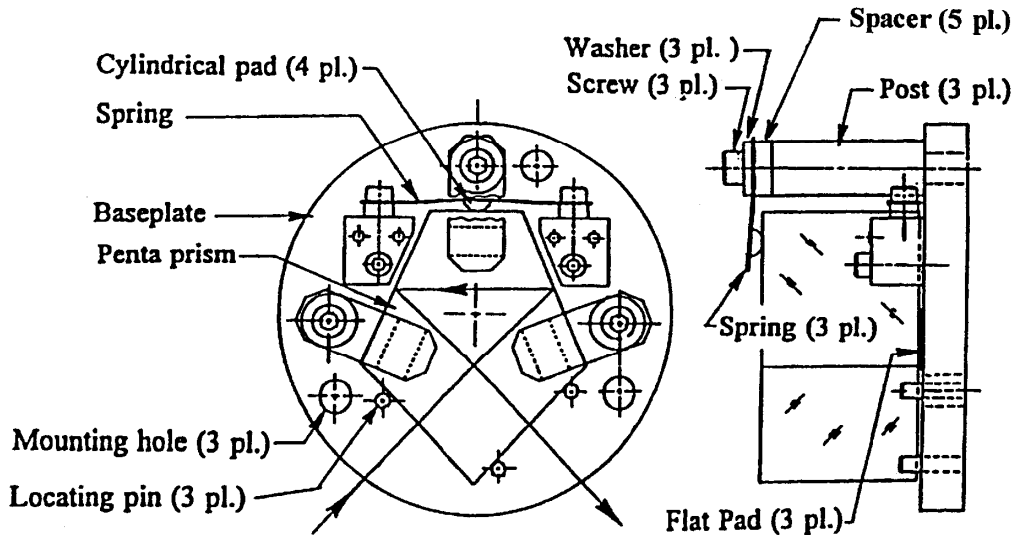 Cylindrical pad (4 pl.)
Spring
Baseplate
Penta prism
Mounting hole (3 pl.)
Locating pin (3 pl.)
Spacer (5 pl.)
Washer (3 pl. )
Screw (3 pl.)
Post (3 pl.)
Spring (3 pl.)
Flat Pad (3 pl.)